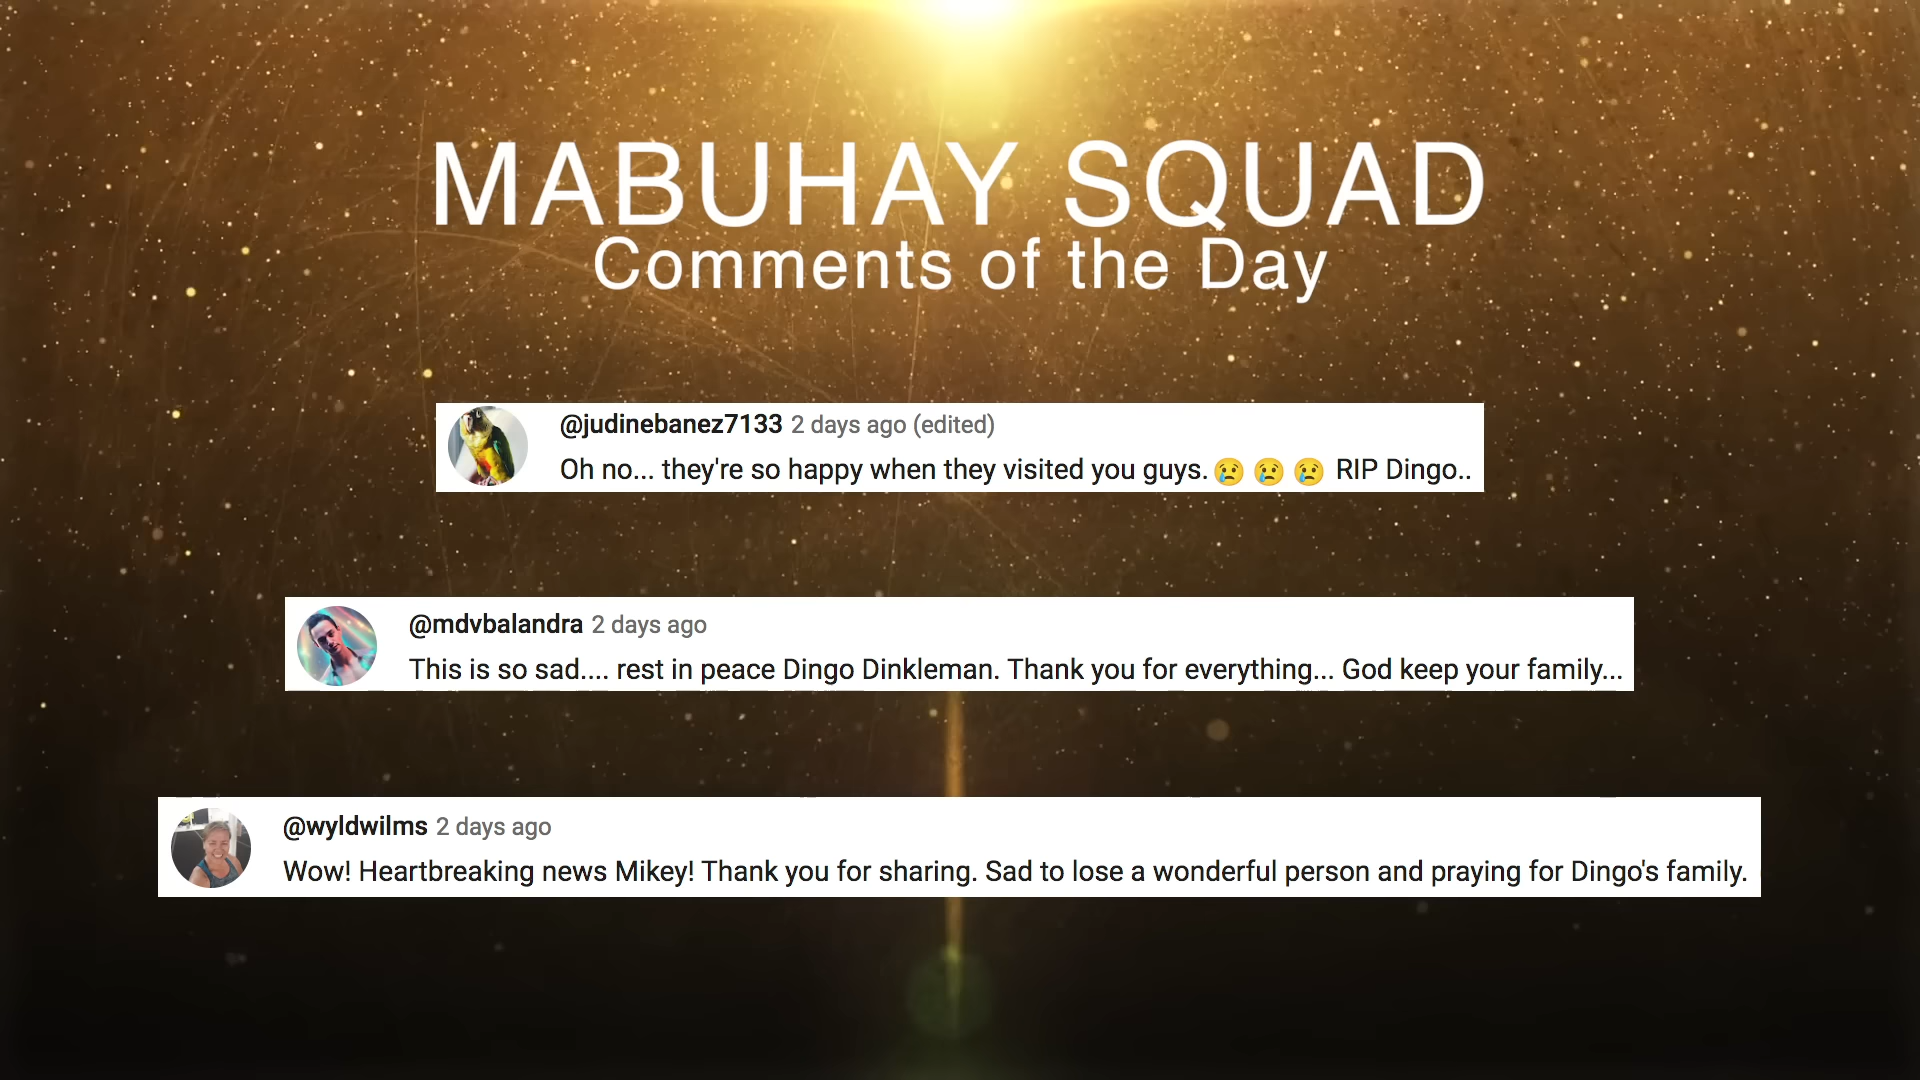 MABUHAY SQUAD
Comments of the Day
@judinebanez7133 2 days ago (edited)
Oh no... they're so happy when they visited you guys.😢 😢 😢 RIP Dingo..
@mdvbalandra 2 days ago
This is so sad.... rest in peace Dingo Dinkleman. Thank you for everything... God keep your family...
@wyldwilms 2 days ago
Wow! Heartbreaking news Mikey! Thank you for sharing. Sad to lose a wonderful person and praying for Dingo's family.